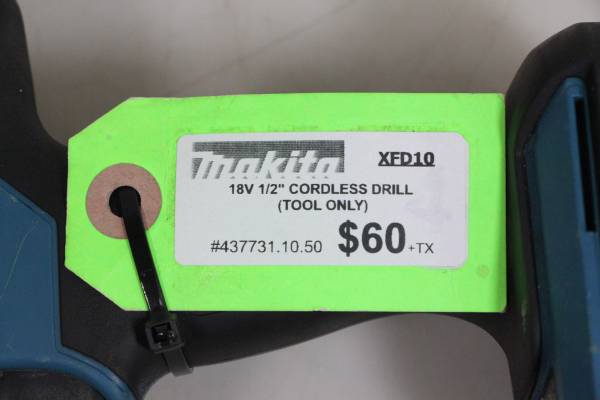 makita XFD10
18V 1/2" CORDLESS DRILL
(TOOL ONLY)
#437731.10.50 $60+TX